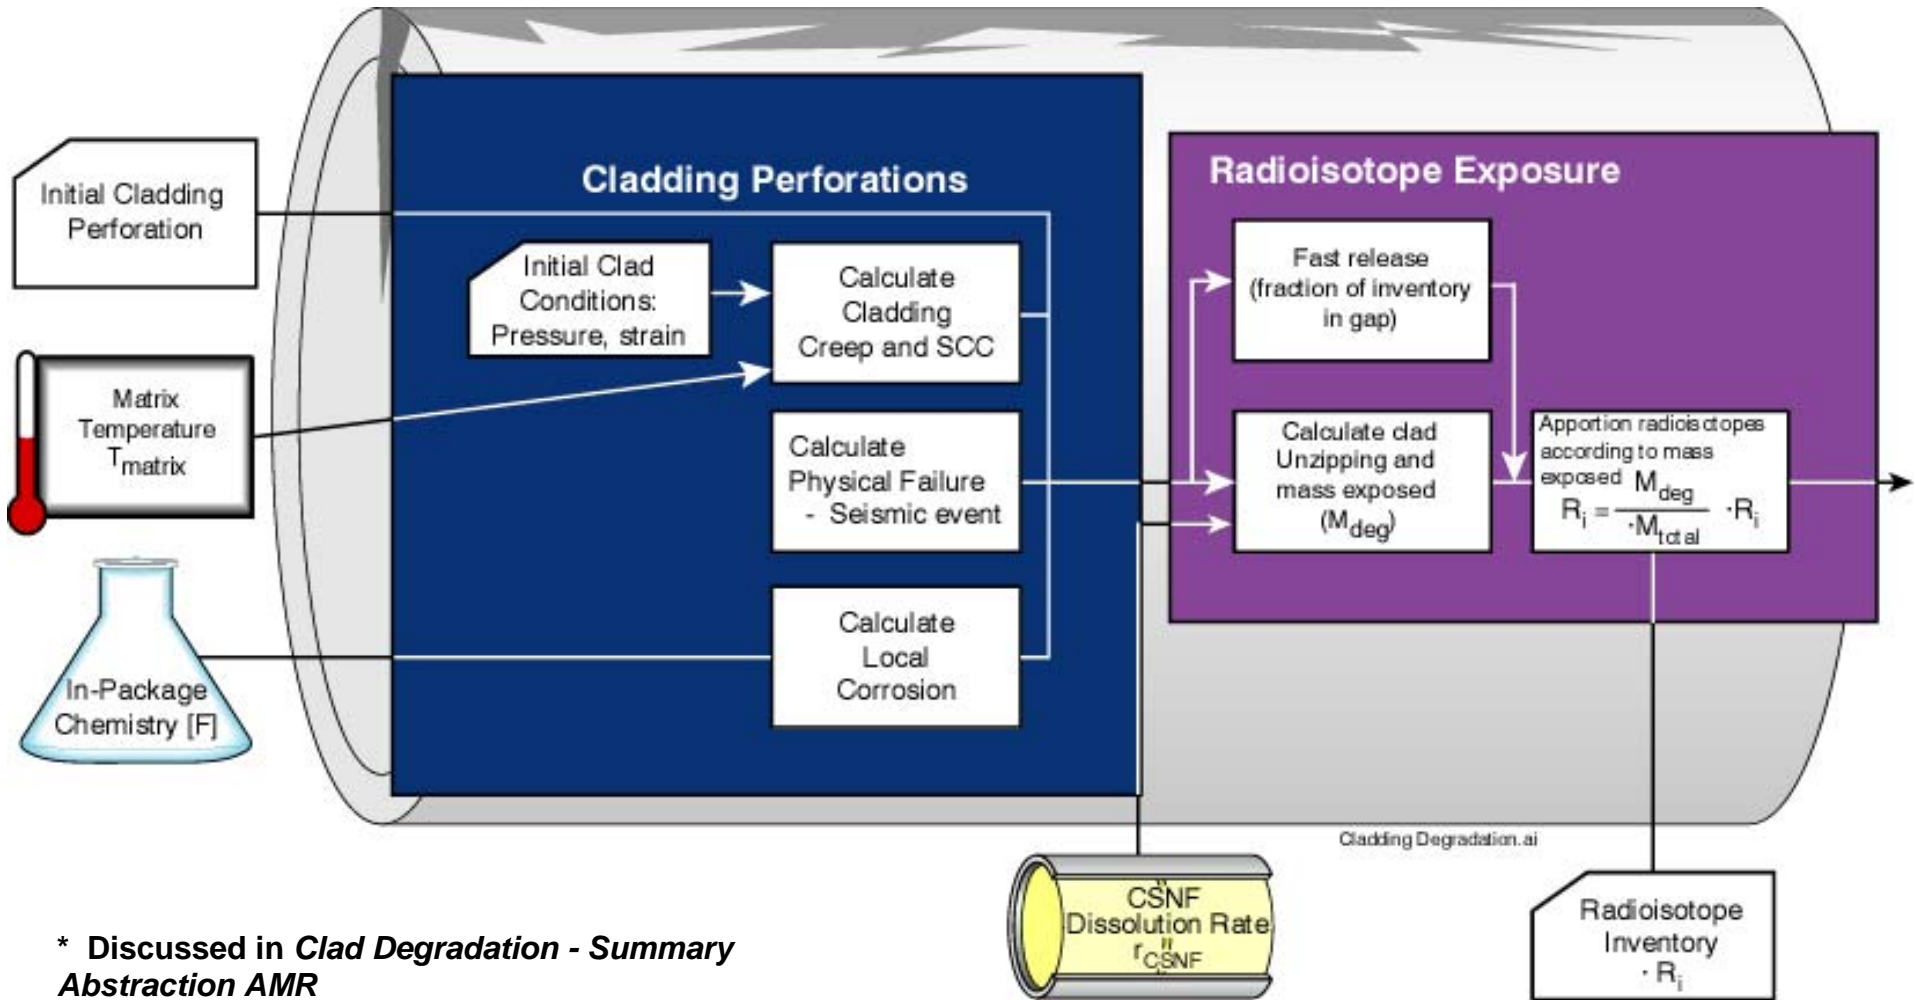 Cladding Perforations
Radioisotope Exposure
Initial Cladding
Perforation
Initial Clad
Conditions:
Pressure, strain
Calculate
Cladding
Creep and SCC
Fast release
(fraction of inventory
in gap)
Matrix
Temperature
Tmatrix
Calculate
Physical Failure
- Seismic event
Calculate clad
Unzipping and
mass exposed
(Mdeg)
Apportion radioisctopes
according to mass
exposed Mdeg
Ri = ·Ri
·Mtctal
In-Package
Chemistry [F]
Calculate
Local
Corrosion
Cladding Degradation.ai
CSNF
Dissolution Rate
rCSNF
Radioisotope
Inventory
· Ri
* Discussed in Clad Degradation - Summary
Abstraction AMR